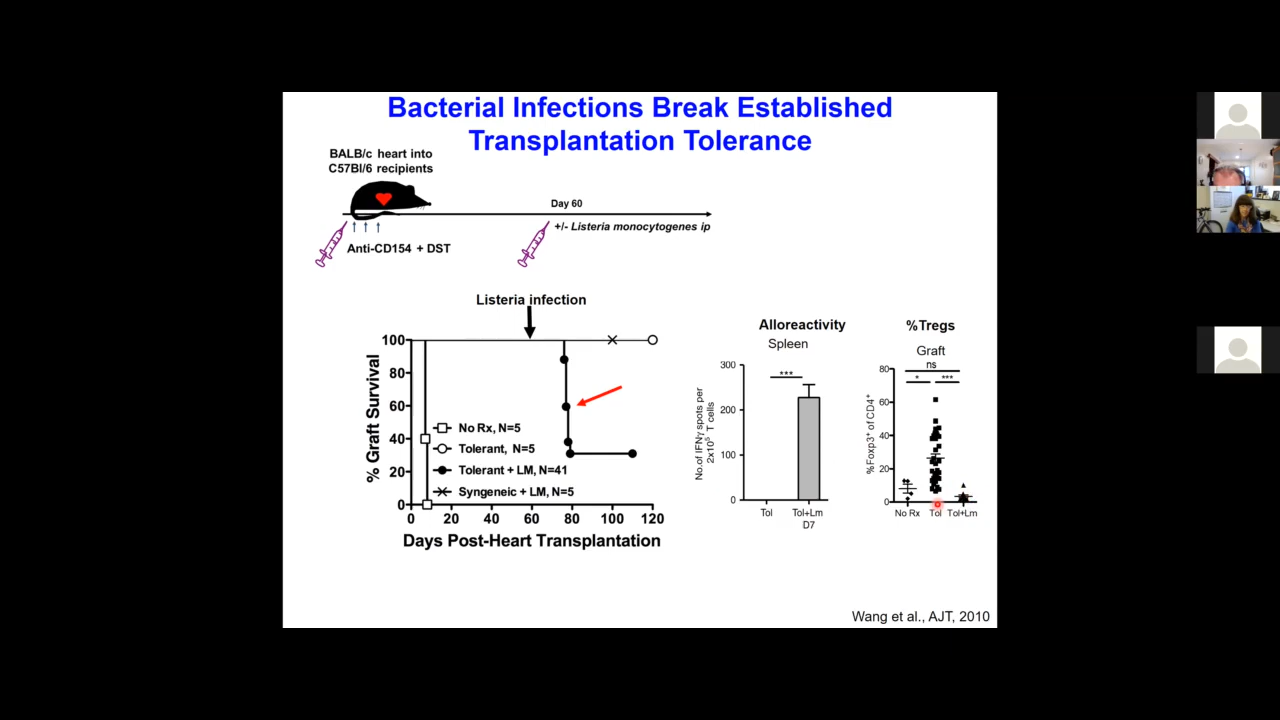 Bacterial Infections Break Established
Transplantation Tolerance
BALB/c heart into
C57Bl/6 recipients
Day 60
+/- Listeria monocytogenes ip
Anti-CD154 + DST
Listeria infection
% Graft Survival
100
80
60
40
20
0
No Rx, N=5
Tolerant, N=5
Tolerant + LM, N=41
Syngeneic + LM, N=5
0 20 40 60 80 100 120
Days Post-Heart Transplantation
Alloreactivity
Spleen
No.of IFNγ spots per
2x10⁵ T cells
300
200
100
0
***
Tol Tol+Lm
D7
%Tregs
Graft
ns
* ***
%Foxp3⁺ of CD4⁺
80
60
40
20
0
No Rx Tol Tol+Lm
Wang et al., AJT, 2010